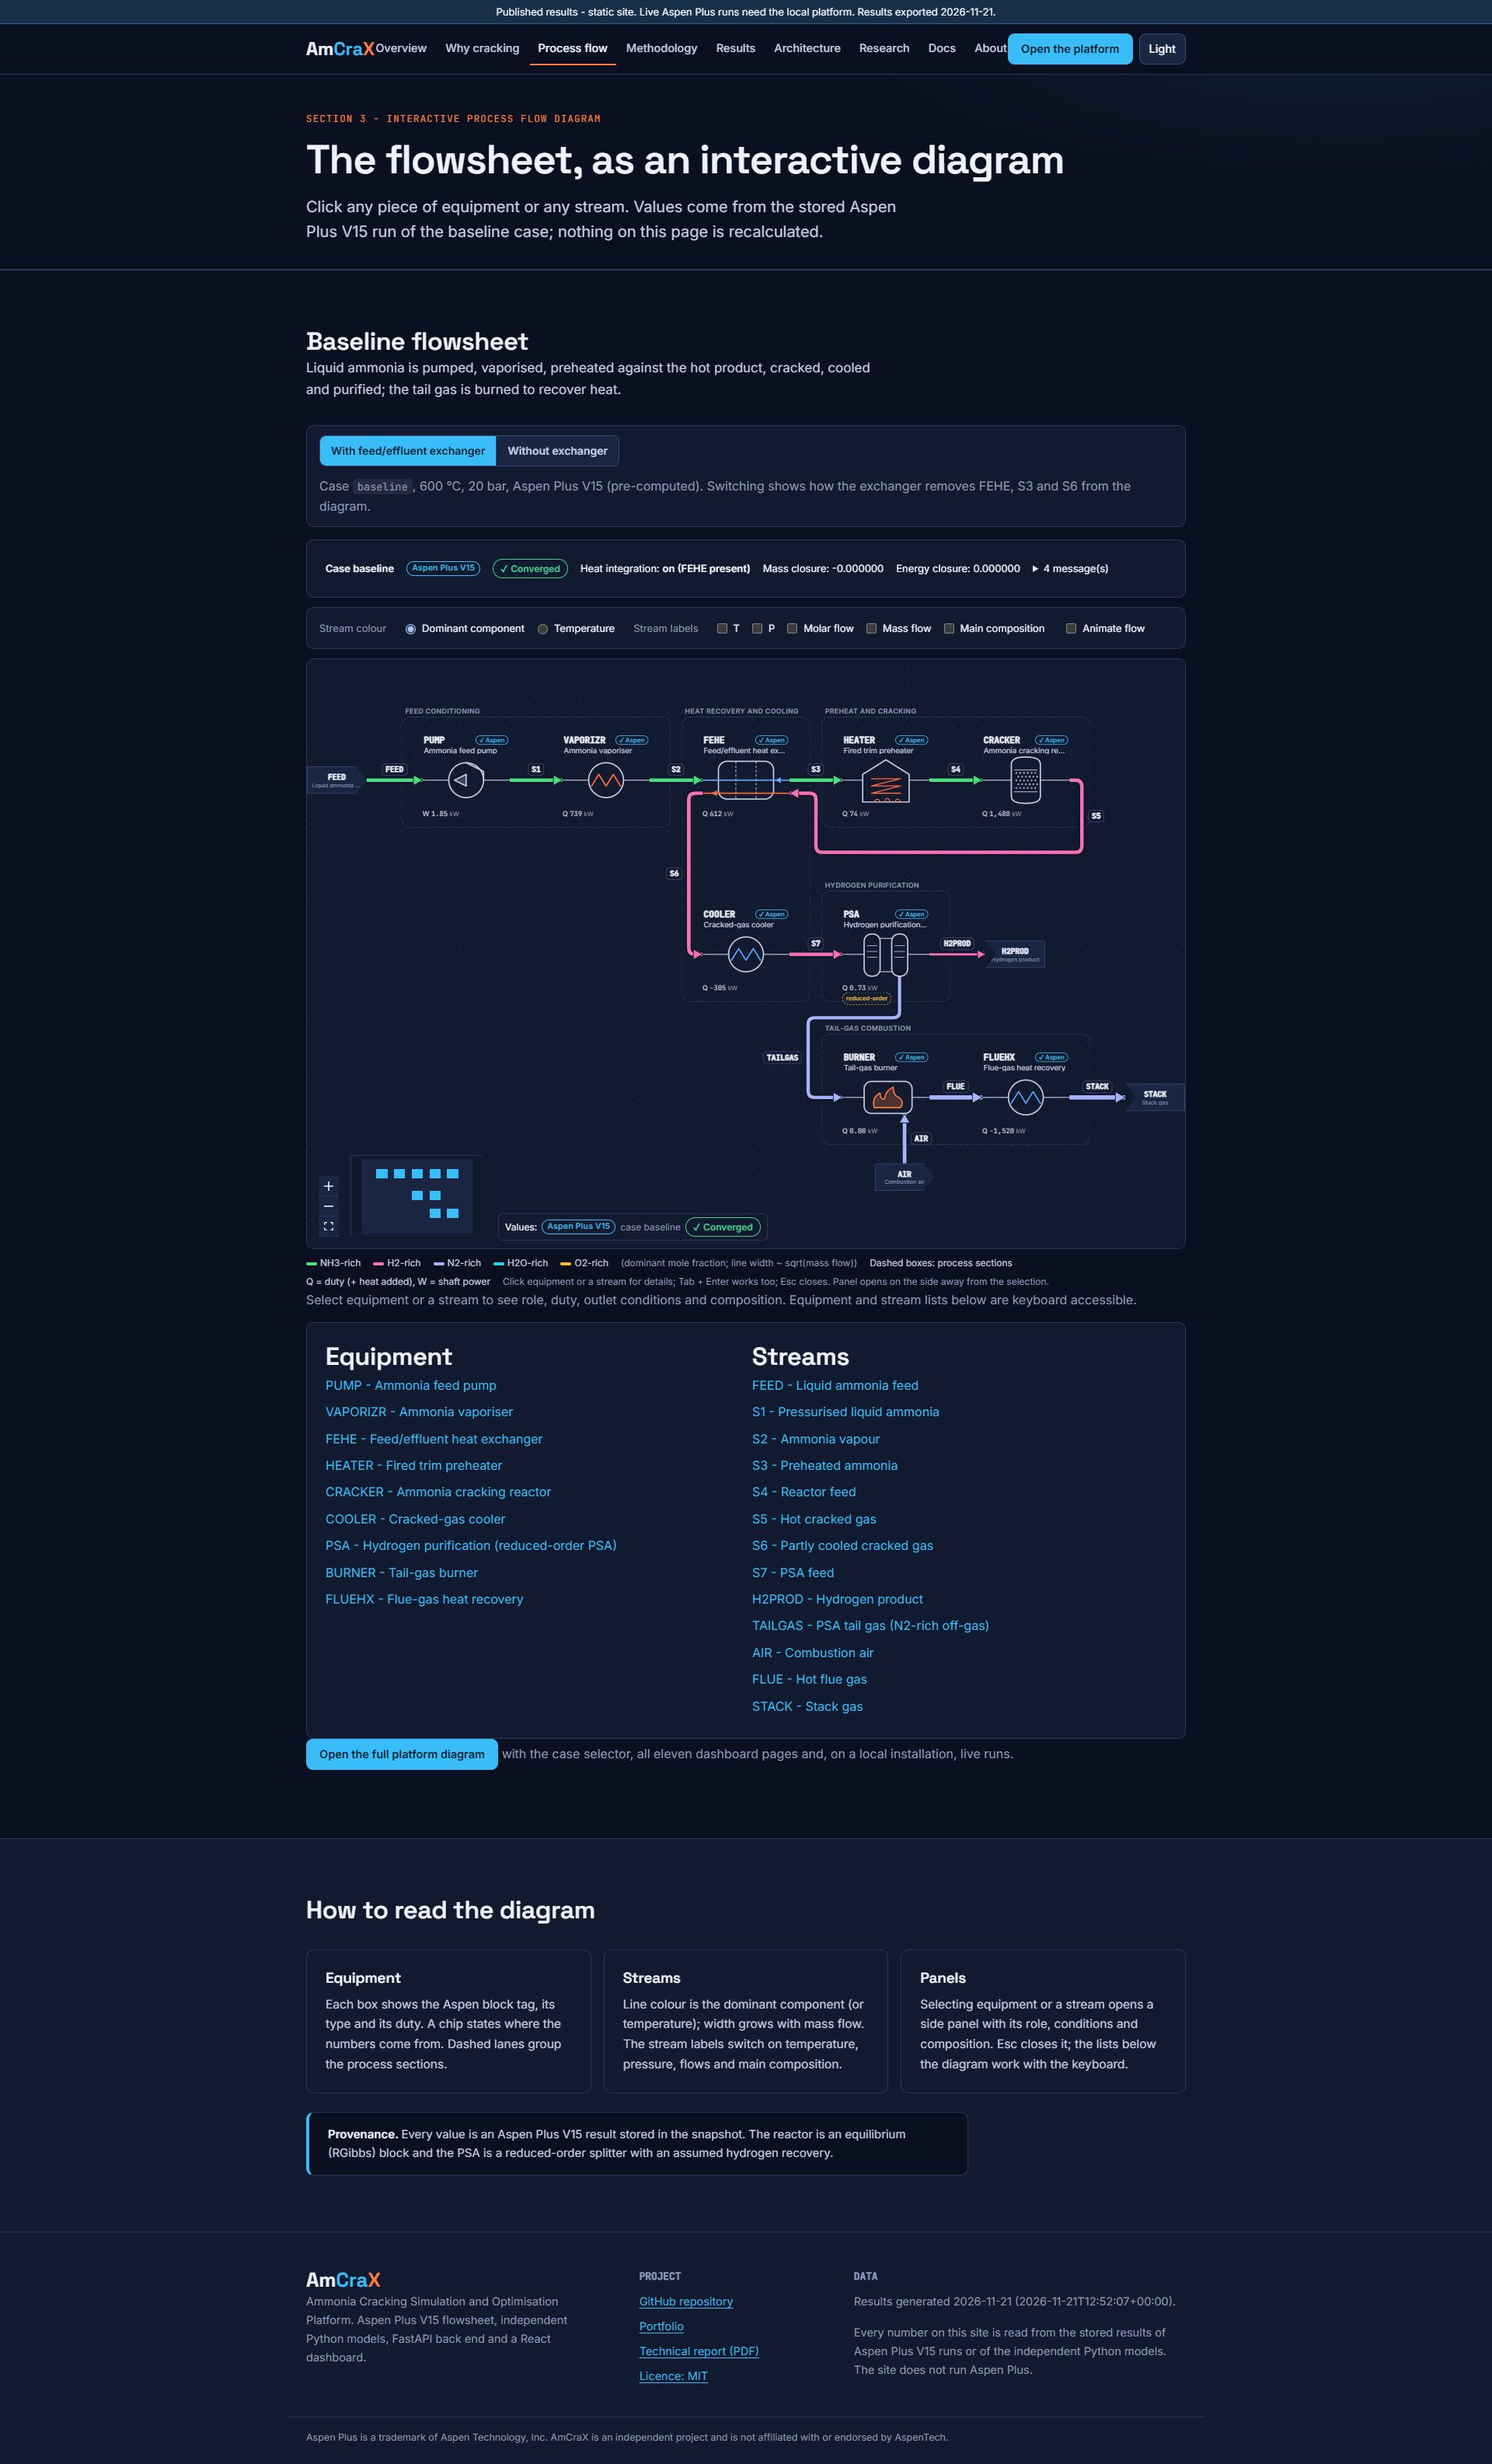 Published results - static site. Live Aspen Plus runs need the local platform. Results exported 2026-11-21.
AmCraX
Overview
Why cracking
Process flow
Methodology
Results
Architecture
Research
Docs
About
Open the platform
Light
SECTION 3 - INTERACTIVE PROCESS FLOW DIAGRAM
The flowsheet, as an interactive diagram
Click any piece of equipment or any stream. Values come from the stored Aspen
Plus V15 run of the baseline case; nothing on this page is recalculated.
Baseline flowsheet
Liquid ammonia is pumped, vaporised, preheated against the hot product, cracked, cooled
and purified; the tail gas is burned to recover heat.
With feed/effluent exchanger
Without exchanger
Case baseline, 600 °C, 20 bar, Aspen Plus V15 (pre-computed). Switching shows how the exchanger removes FEHE, S3 and S6 from the
diagram.
Case baseline
Aspen Plus V15
✓ Converged
Heat integration: on (FEHE present)
Mass closure: -0.000000
Energy closure: 0.000000
▶ 4 message(s)
Stream colour
Dominant component
Temperature
Stream labels
T
P
Molar flow
Mass flow
Main composition
Animate flow
FEED CONDITIONING
HEAT RECOVERY AND COOLING
PREHEAT AND CRACKING
PUMP
✓ Aspen
Ammonia feed pump
VAPORIZR
✓ Aspen
Ammonia vaporiser
FEHE
✓ Aspen
Feed/effluent heat ex...
HEATER
✓ Aspen
Fired trim preheater
CRACKER
✓ Aspen
Ammonia cracking re...
FEED
Liquid ammonia ...
FEED
S1
S2
S3
S4
W 1.85 kW
Q 739 kW
Q 612 kW
Q 74 kW
Q 1,480 kW
S5
S6
HYDROGEN PURIFICATION
COOLER
✓ Aspen
Cracked-gas cooler
PSA
✓ Aspen
Hydrogen purification...
S7
H2PROD
H2PROD
Hydrogen product
Q -305 kW
Q 0.73 kW
reduced-order
TAIL-GAS COMBUSTION
TAILGAS
BURNER
✓ Aspen
Tail-gas burner
FLUEHX
✓ Aspen
Flue-gas heat recovery
FLUE
STACK
STACK
Stack gas
Q 0.00 kW
Q -1,520 kW
AIR
AIR
Combustion air
Values:
Aspen Plus V15
case baseline
✓ Converged
NH3-rich
H2-rich
N2-rich
H2O-rich
O2-rich
(dominant mole fraction; line width ~ sqrt(mass flow))
Dashed boxes: process sections
Q = duty (+ heat added), W = shaft power
Click equipment or a stream for details; Tab + Enter works too; Esc closes. Panel opens on the side away from the selection.
Select equipment or a stream to see role, duty, outlet conditions and composition. Equipment and stream lists below are keyboard accessible.
Equipment
PUMP - Ammonia feed pump
VAPORIZR - Ammonia vaporiser
FEHE - Feed/effluent heat exchanger
HEATER - Fired trim preheater
CRACKER - Ammonia cracking reactor
COOLER - Cracked-gas cooler
PSA - Hydrogen purification (reduced-order PSA)
BURNER - Tail-gas burner
FLUEHX - Flue-gas heat recovery
Streams
FEED - Liquid ammonia feed
S1 - Pressurised liquid ammonia
S2 - Ammonia vapour
S3 - Preheated ammonia
S4 - Reactor feed
S5 - Hot cracked gas
S6 - Partly cooled cracked gas
S7 - PSA feed
H2PROD - Hydrogen product
TAILGAS - PSA tail gas (N2-rich off-gas)
AIR - Combustion air
FLUE - Hot flue gas
STACK - Stack gas
Open the full platform diagram with the case selector, all eleven dashboard pages and, on a local installation, live runs.
How to read the diagram
Equipment
Each box shows the Aspen block tag, its
type and its duty. A chip states where the
numbers come from. Dashed lanes group
the process sections.
Streams
Line colour is the dominant component (or
temperature); width grows with mass flow.
The stream labels switch on temperature,
pressure, flows and main composition.
Panels
Selecting equipment or a stream opens a
side panel with its role, conditions and
composition. Esc closes it; the lists below
the diagram work with the keyboard.
Provenance. Every value is an Aspen Plus V15 result stored in the snapshot. The reactor is an equilibrium
(RGibbs) block and the PSA is a reduced-order splitter with an assumed hydrogen recovery.
AmCraX
Ammonia Cracking Simulation and Optimisation
Platform. Aspen Plus V15 flowsheet, independent
Python models, FastAPI back end and a React
dashboard.
PROJECT
GitHub repository
Portfolio
Technical report (PDF)
Licence: MIT
DATA
Results generated 2026-11-21 (2026-11-21T12:52:07+00:00).
Every number on this site is read from the stored results of
Aspen Plus V15 runs or of the independent Python models.
The site does not run Aspen Plus.
Aspen Plus is a trademark of Aspen Technology, Inc. AmCraX is an independent project and is not affiliated with or endorsed by AspenTech.